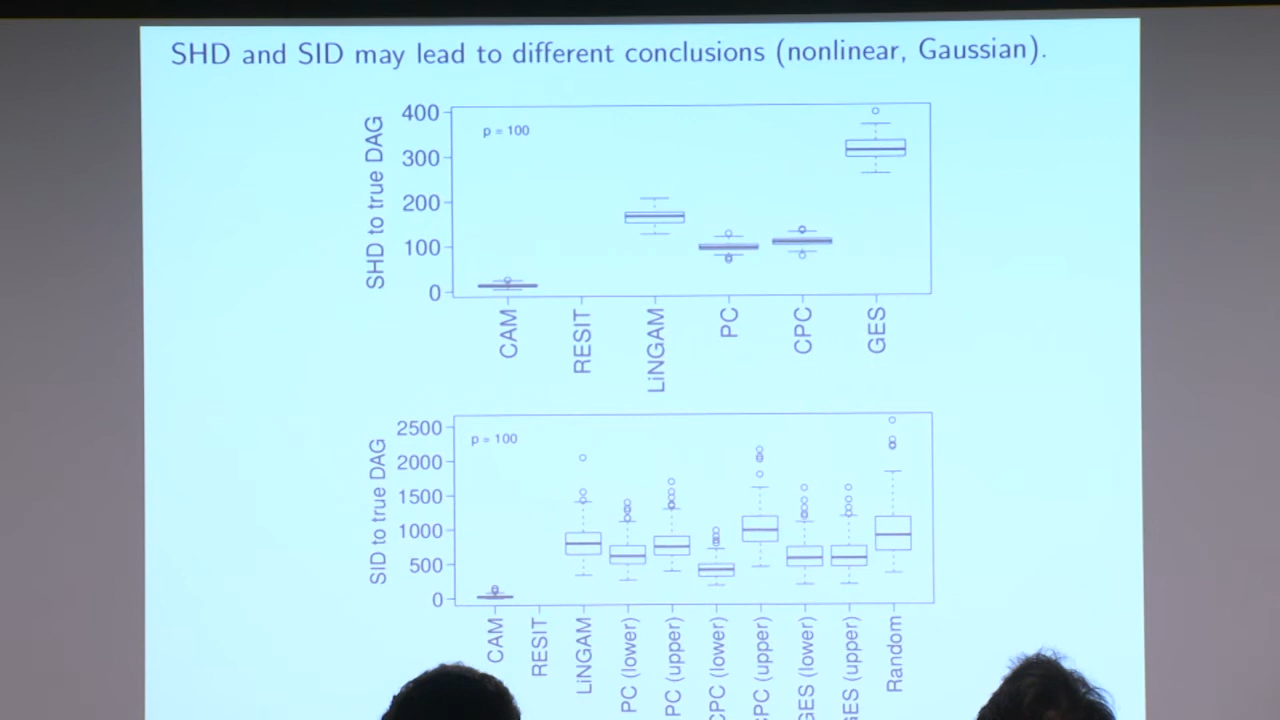 SHD and SID may lead to different conclusions (nonlinear, Gaussian).
SHD to true DAG
400
300
200
100
0
p = 100
CAM
RESIT
LiNGAM
PC
CPC
GES
SID to true DAG
2500
2000
1500
1000
500
0
p = 100
CAM
RESIT
LiNGAM
PC (lower)
PC (upper)
CPC (lower)
CPC (upper)
GES (lower)
GES (upper)
Random